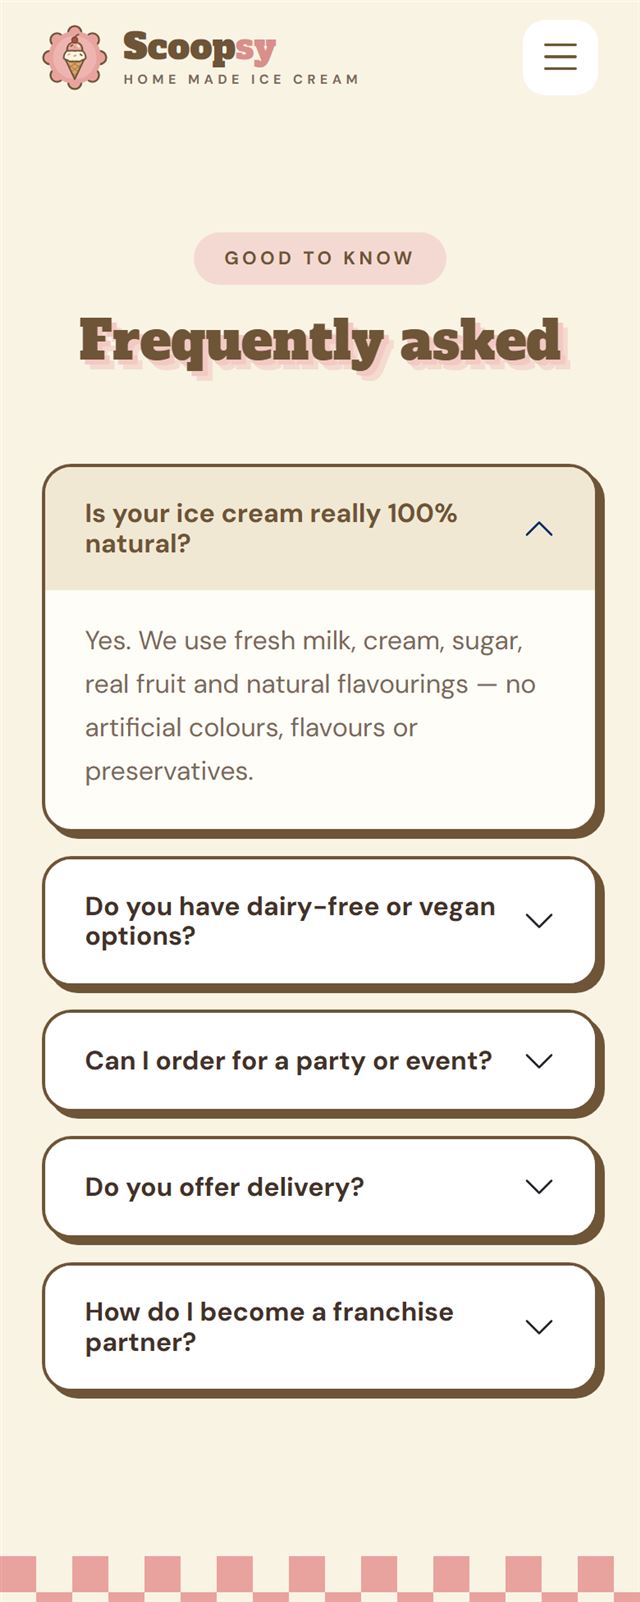 Scoopsy
HOME MADE ICE CREAM
GOOD TO KNOW
Frequently asked
Is your ice cream really 100%
natural?
Yes. We use fresh milk, cream, sugar,
real fruit and natural flavourings — no
artificial colours, flavours or
preservatives.
Do you have dairy-free or vegan
options?
Can I order for a party or event?
Do you offer delivery?
How do I become a franchise
partner?